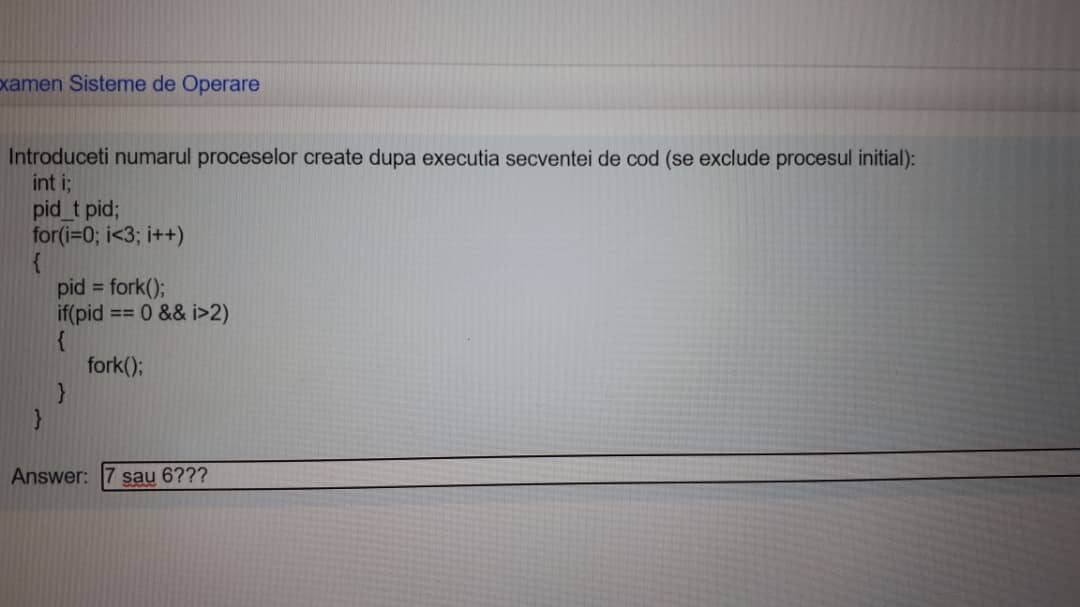 xamen Sisteme de Operare
Introduceti numarul proceselor create dupa executia secventei de cod (se exclude procesul initial):
int i;
pid_t pid;
for(i=0; i<3; i++)
{
pid = fork();
if(pid == 0 && i>2)
{
fork();
}
}
Answer: 7 sau 6???